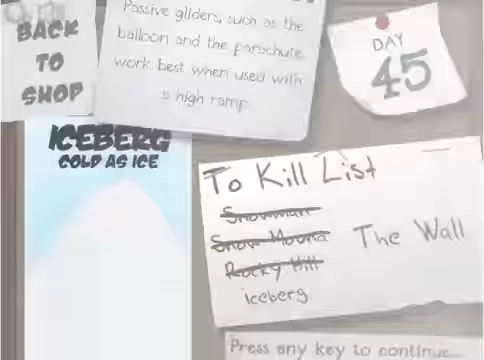 BACK
TO
SHOP
Passive gliders, such as the
balloon and the parachute
work best when used with
a high ramp
DAY
45
ICEBERG
COLD AS ICE
To Kill List
Snowman
Snow Mound
Rocky Hill
iceberg
The Wall
Press any key to continue...